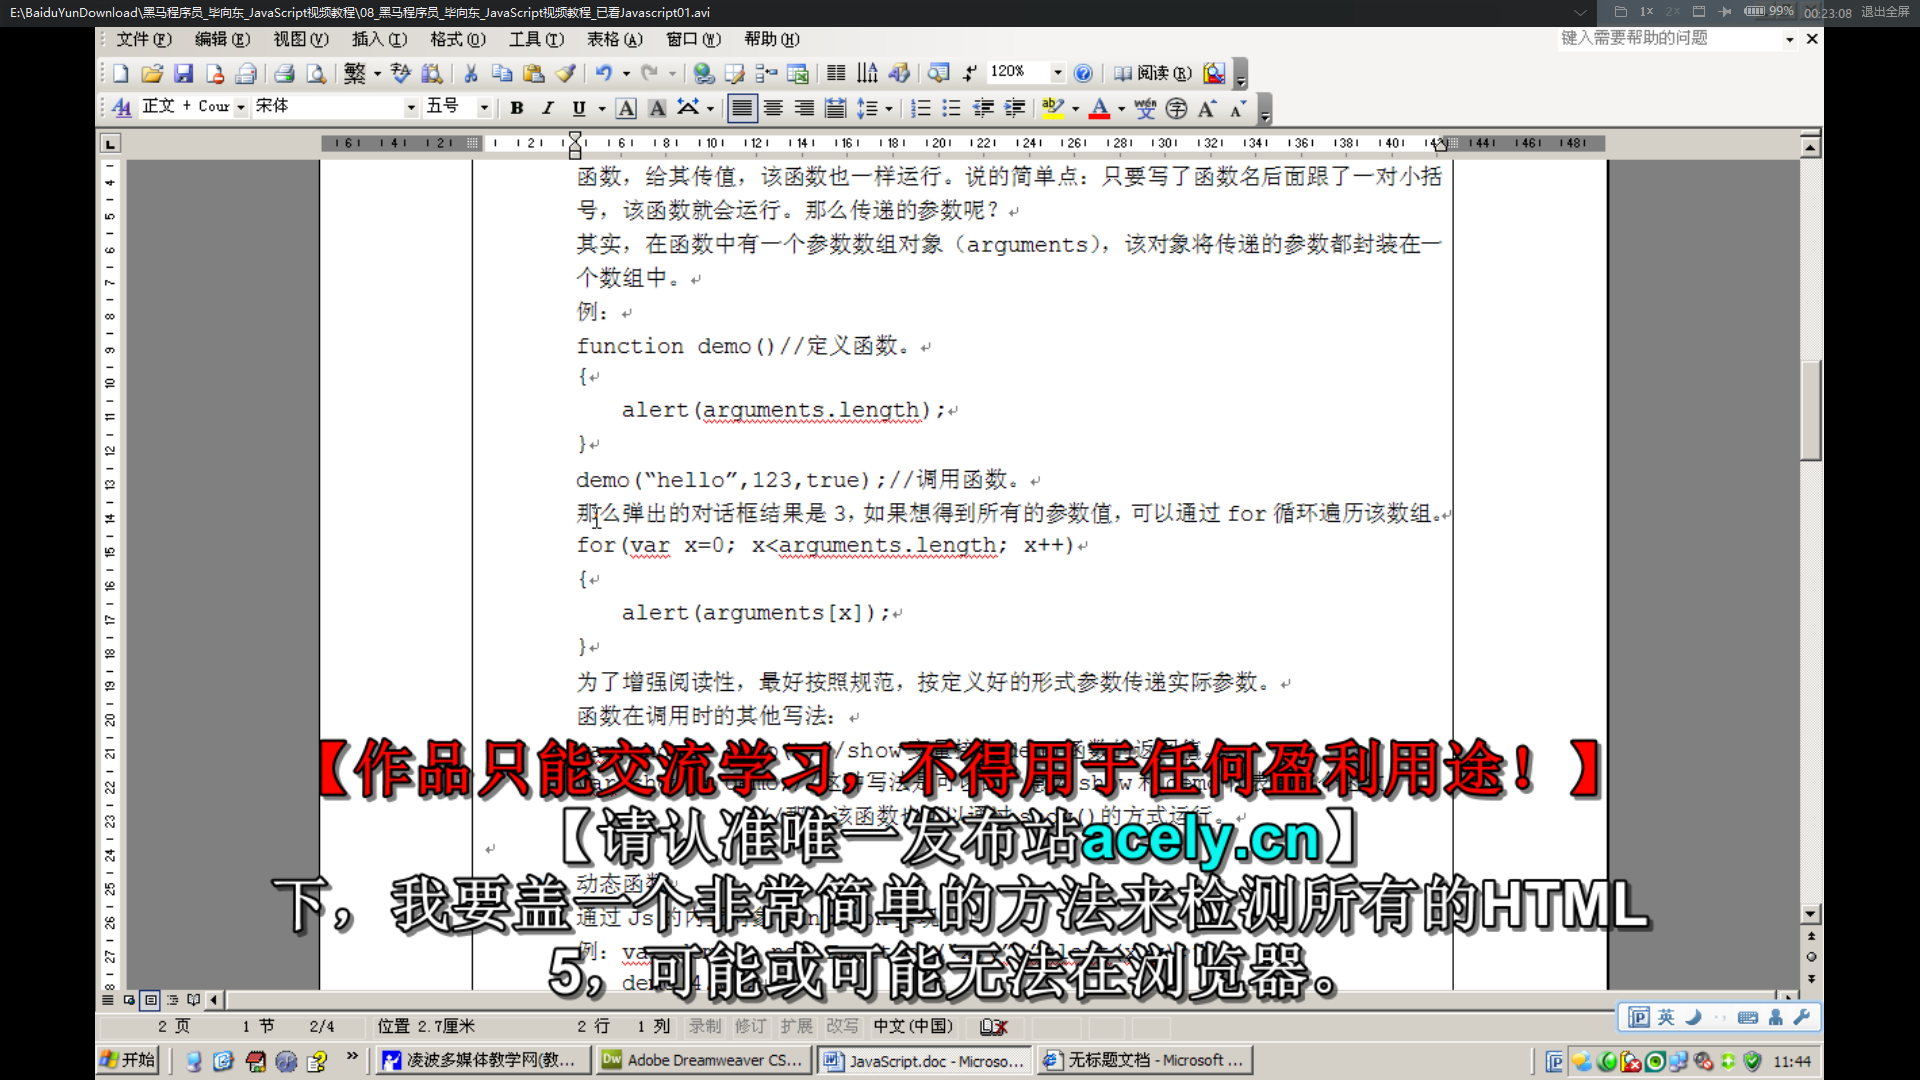 E:\BaiduYunDownload\黑马程序员_毕向东_JavaScript视频教程\08_黑马程序员_毕向东_JavaScript视频教程_已看Javascript01.avi
1× 2× 99% 00:23:08 退出全屏
文件(F) 编辑(E) 视图(V) 插入(I) 格式(O) 工具(T) 表格(A) 窗口(W) 帮助(H) 键入需要帮助的问题
繁 120% 阅读(R)
正文 + Cour 宋体 五号 B I U A A
函数，给其传值，该函数也一样运行。说的简单点：只要写了函数名后面跟了一对小括
号，该函数就会运行。那么传递的参数呢？
其实，在函数中有一个参数数组对象（arguments），该对象将传递的参数都封装在一
个数组中。
例：
function demo()//定义函数。
{
alert(arguments.length);
}
demo(“hello”,123,true);//调用函数。
那么弹出的对话框结果是 3，如果想得到所有的参数值，可以通过 for 循环遍历该数组。
for(var x=0; x<arguments.length; x++)
{
alert(arguments[x]);
}
为了增强阅读性，最好按照规范，按定义好的形式参数传递实际参数。
函数在调用时的其他写法：
【作品只能交流学习，不得用于任何盈利用途！】
【请认准唯一发布站acely.cn】
动态函数
下，我要盖一个非常简单的方法来检测所有的HTML
5，可能或可能无法在浏览器。
2 页 1 节 2/4 位置 2.7厘米 2 行 1 列 录制 修订 扩展 改写 中文(中国)
英
开始 凌波多媒体教学网(教... Adobe Dreamweaver CS... JavaScript.doc - Microso... 无标题文档 - Microsoft ... 11:44